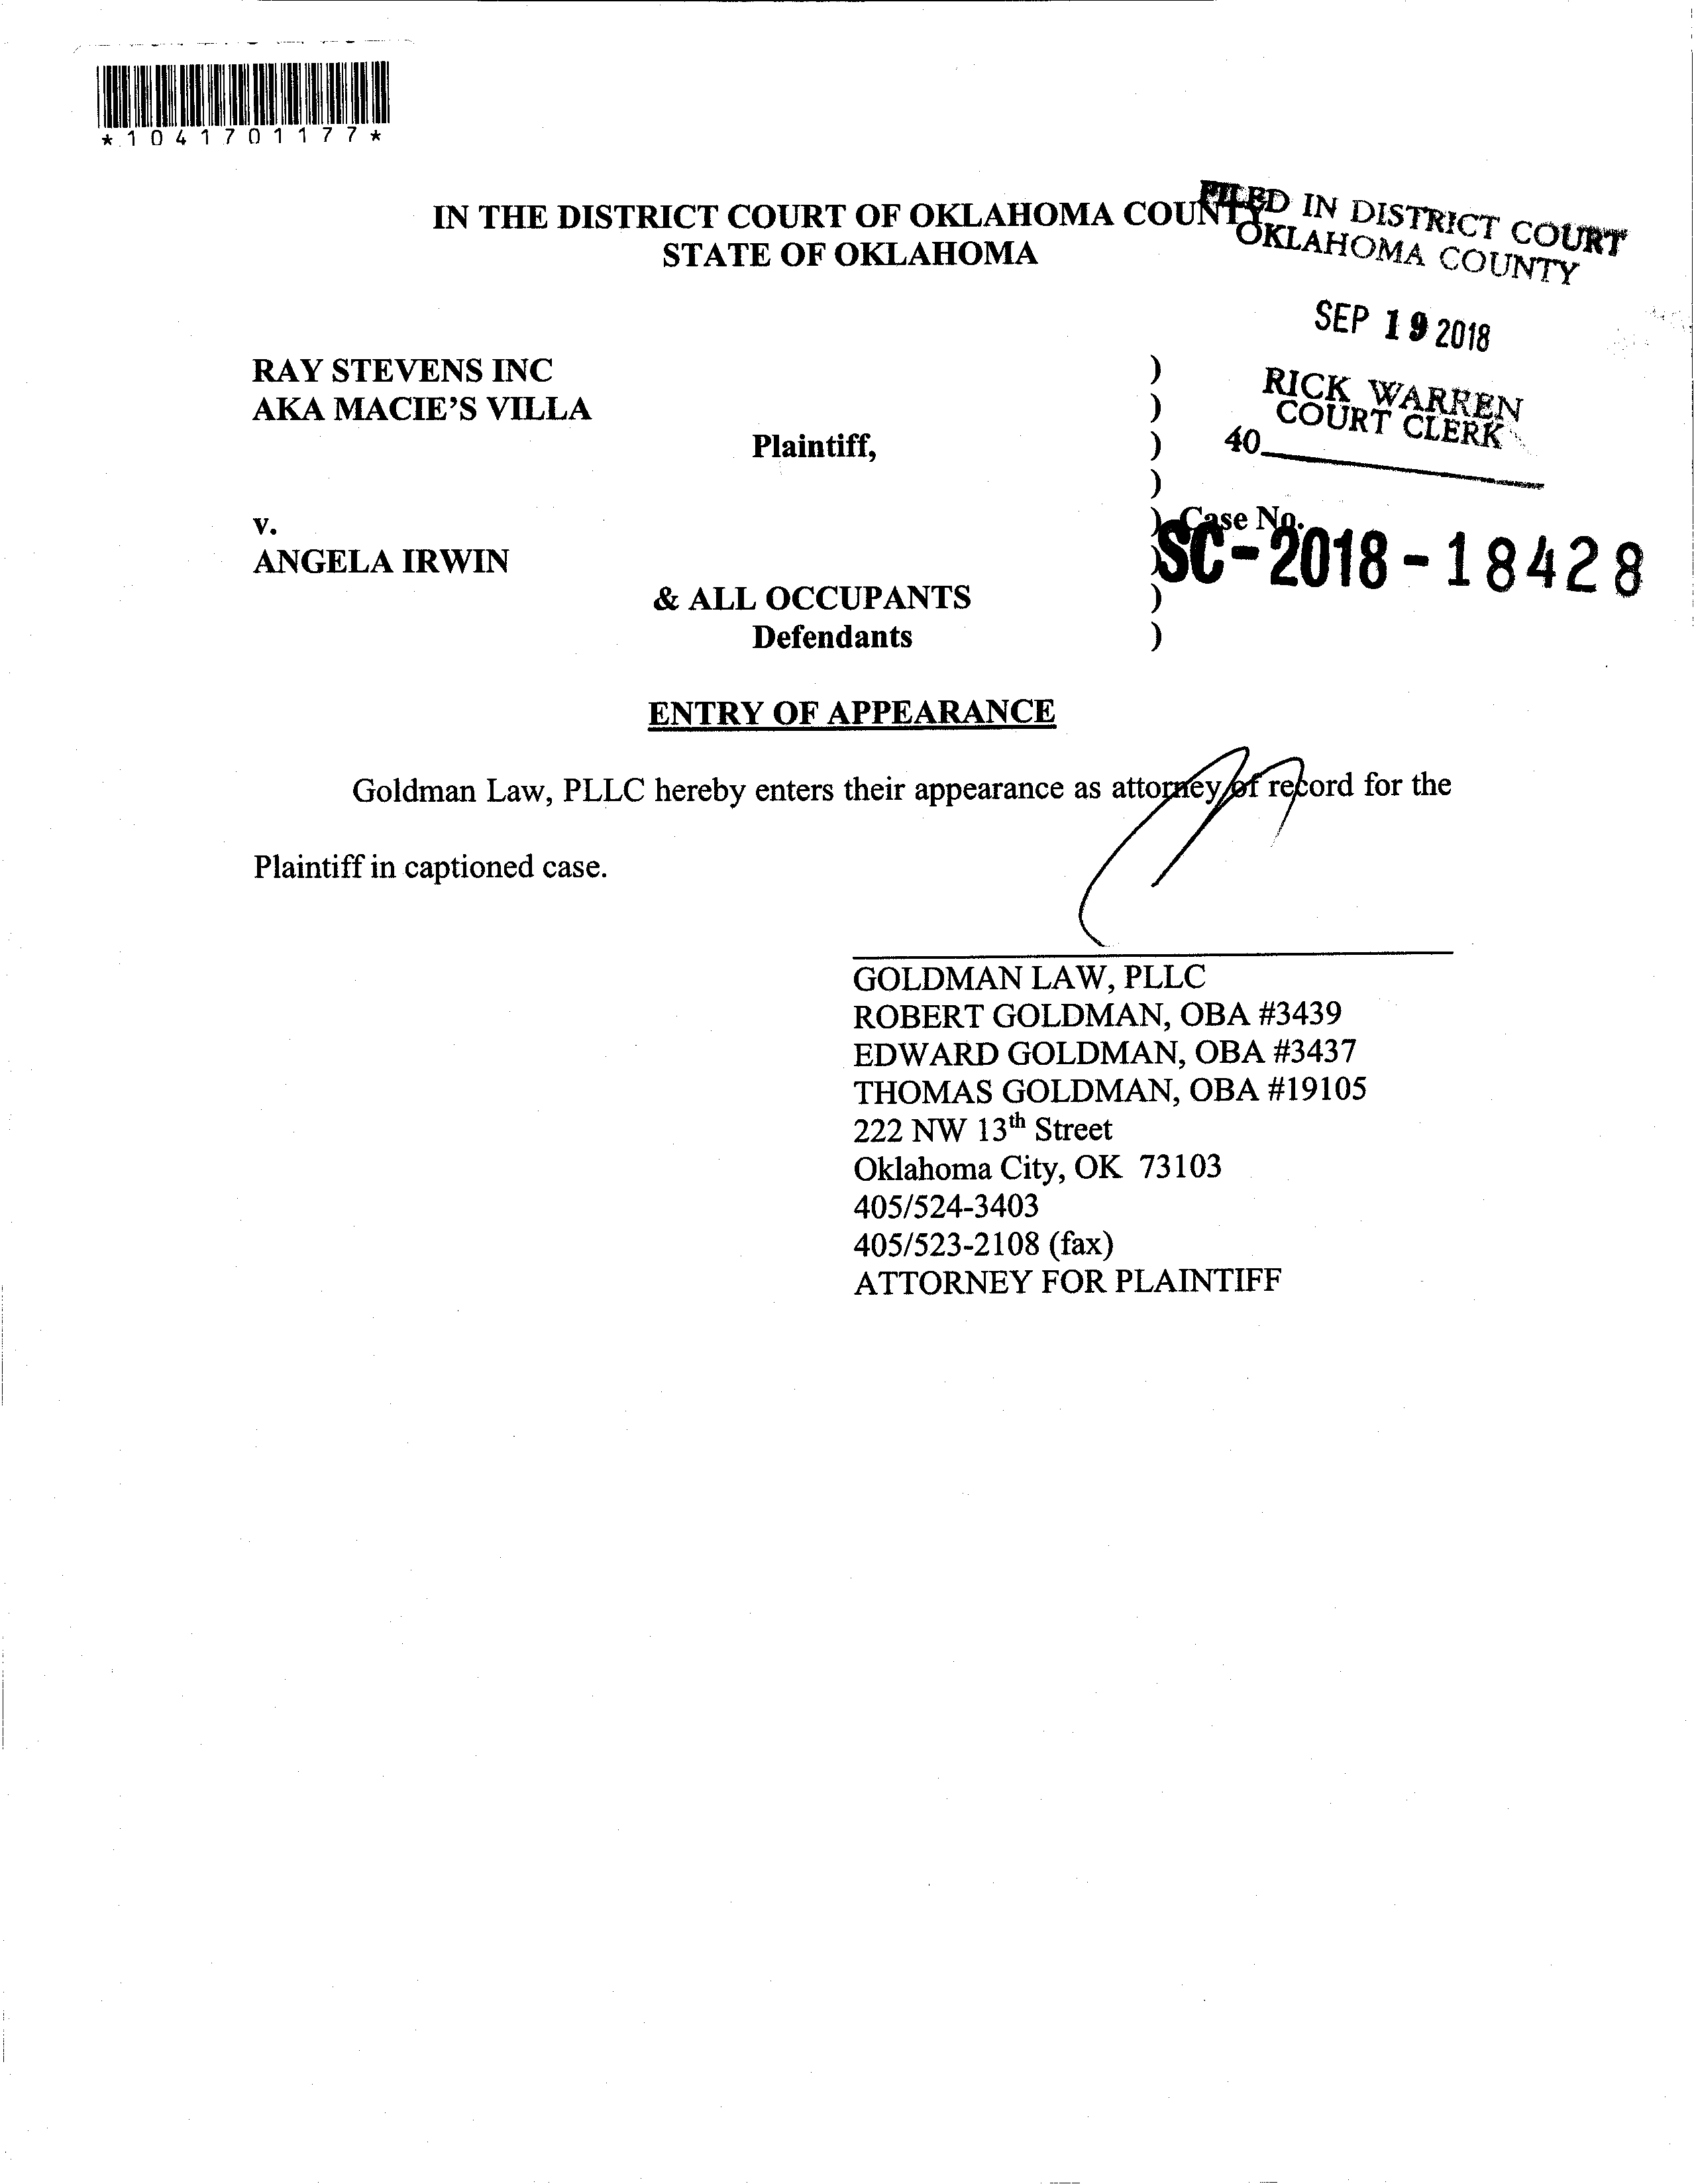 *1041701177*
IN THE DISTRICT COURT OF OKLAHOMA COUNTY
STATE OF OKLAHOMA
FILED IN DISTRICT COURT
OKLAHOMA COUNTY
SEP 19 2018
RICK WARREN
COURT CLERK
40
RAY STEVENS INC )
AKA MACIE'S VILLA )
Plaintiff, )
)
v. ) Case No.
SC-2018-18428
ANGELA IRWIN )
& ALL OCCUPANTS )
Defendants )
ENTRY OF APPEARANCE
Goldman Law, PLLC hereby enters their appearance as attorney of record for the
Plaintiff in captioned case.
GOLDMAN LAW, PLLC
ROBERT GOLDMAN, OBA #3439
EDWARD GOLDMAN, OBA #3437
THOMAS GOLDMAN, OBA #19105
222 NW 13th Street
Oklahoma City, OK 73103
405/524-3403
405/523-2108 (fax)
ATTORNEY FOR PLAINTIFF